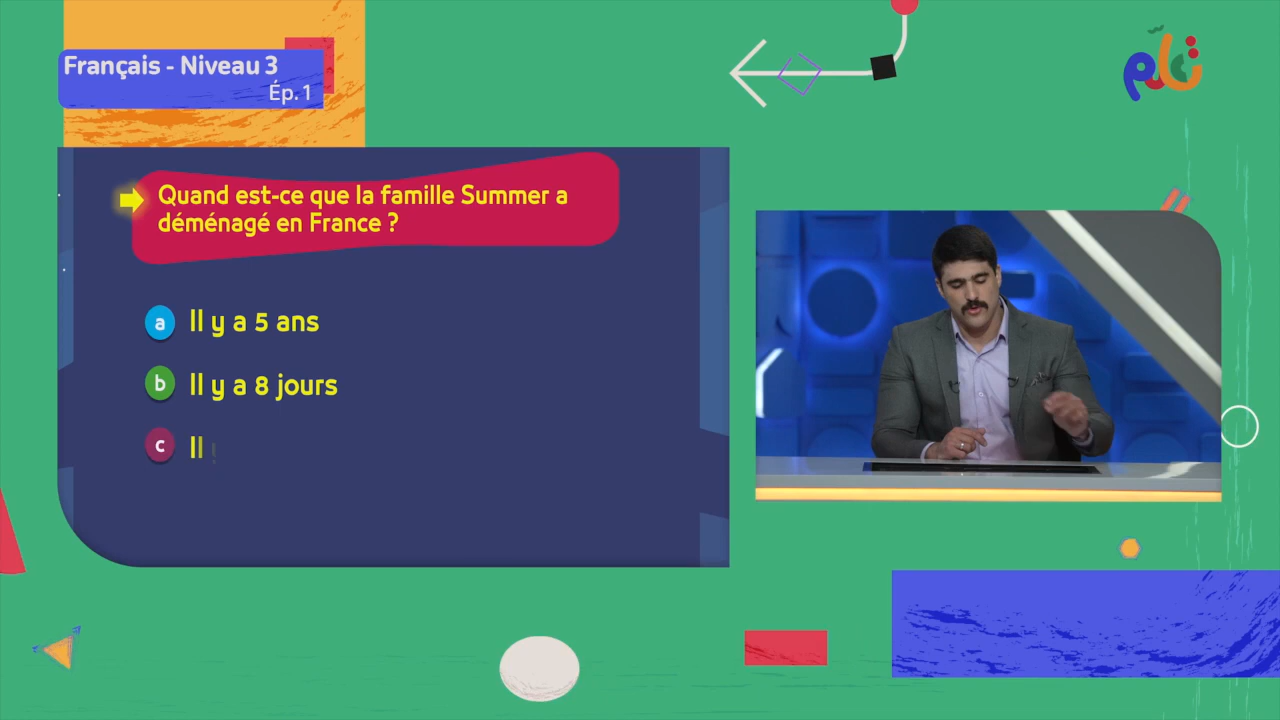 Français - Niveau 3
Ép. 1
تعلّم
Quand est-ce que la famille Summer a
déménagé en France ?
a Il y a 5 ans
b Il y a 8 jours
c Il